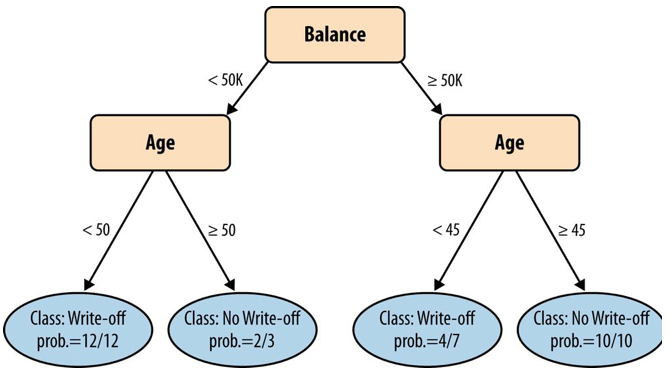 Balance
< 50K
≥ 50K
Age
Age
< 50
≥ 50
< 45
≥ 45
Class: Write-off
prob.=12/12
Class: No Write-off
prob.=2/3
Class: Write-off
prob.=4/7
Class: No Write-off
prob.=10/10